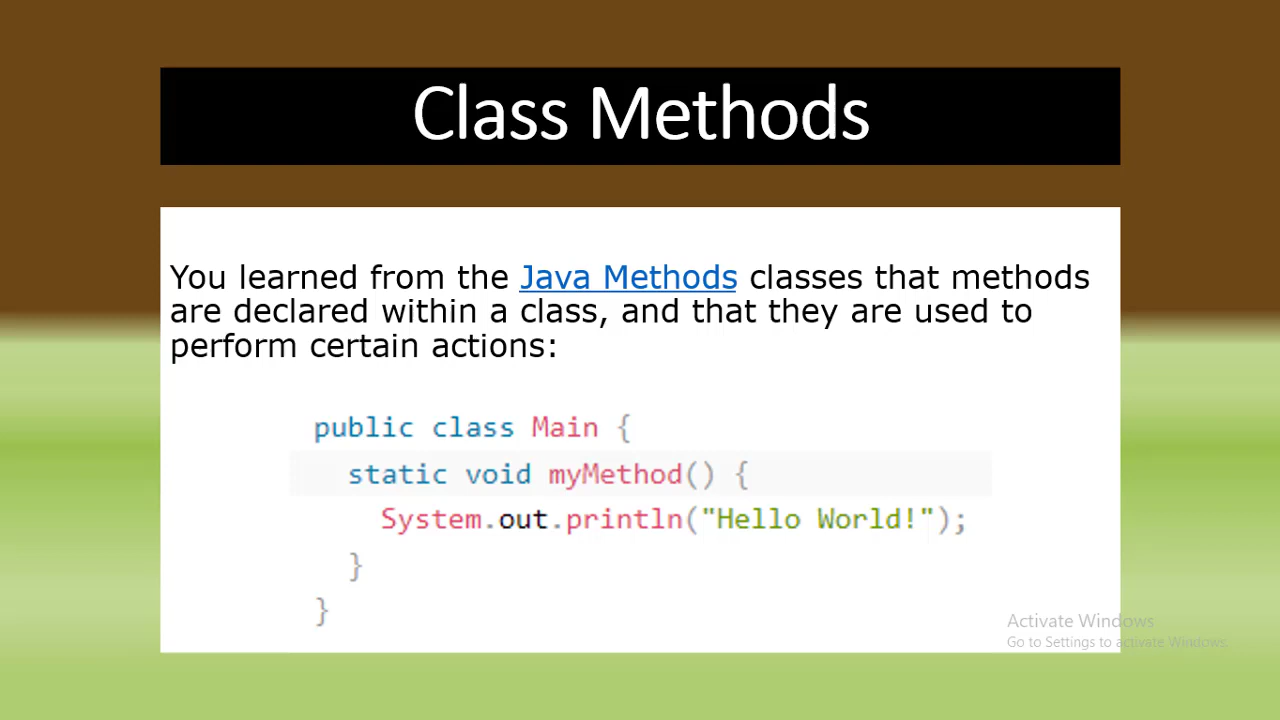 Class Methods
You learned from the Java Methods classes that methods
are declared within a class, and that they are used to
perform certain actions:
public class Main {
static void myMethod() {
System.out.println("Hello World!");
}
}
Activate Windows
Go to Settings to activate Windows.